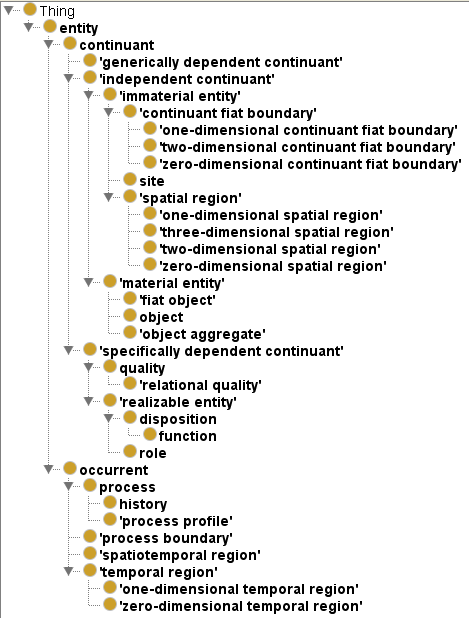 Thing
entity
continuant
'generically dependent continuant'
'independent continuant'
'immaterial entity'
'continuant fiat boundary'
'one-dimensional continuant fiat boundary'
'two-dimensional continuant fiat boundary'
'zero-dimensional continuant fiat boundary'
site
'spatial region'
'one-dimensional spatial region'
'three-dimensional spatial region'
'two-dimensional spatial region'
'zero-dimensional spatial region'
'material entity'
'fiat object'
object
'object aggregate'
'specifically dependent continuant'
quality
'relational quality'
'realizable entity'
disposition
function
role
occurrent
process
history
'process profile'
'process boundary'
'spatiotemporal region'
'temporal region'
'one-dimensional temporal region'
'zero-dimensional temporal region'